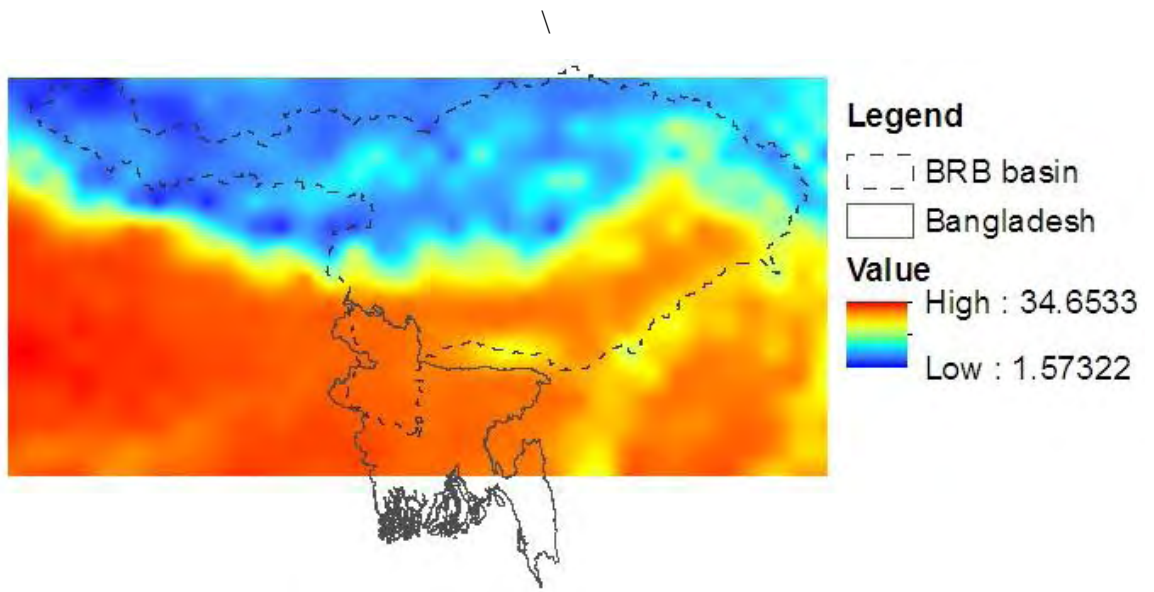 \
Legend
BRB basin
Bangladesh
Value
High : 34.6533
Low : 1.57322